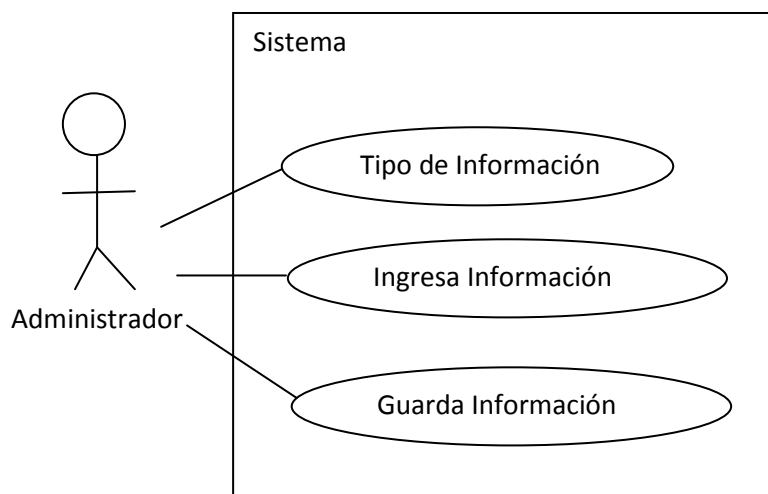 Sistema
Tipo de Información
Ingresa Información
Administrador
Guarda Información